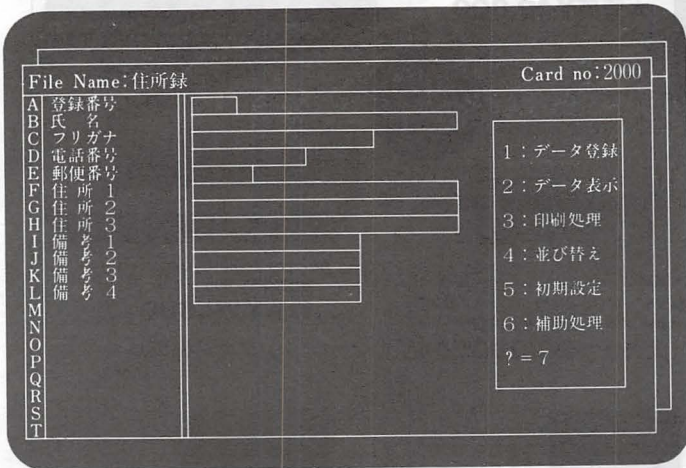 File Name:住所録
Card no:2000
A 登録番号
B 氏 名
C フリガナ
D 電話番号
E 郵便番号
F 住 所 1
G 住 所 2
H 住 所 3
I 備 考 1
J 備 考 2
K 備 考 3
L 備 考 4
M
N
O
P
Q
R
S
T
1:データ登録
2:データ表示
3:印刷処理
4:並び替え
5:初期設定
6:補助処理
?=7